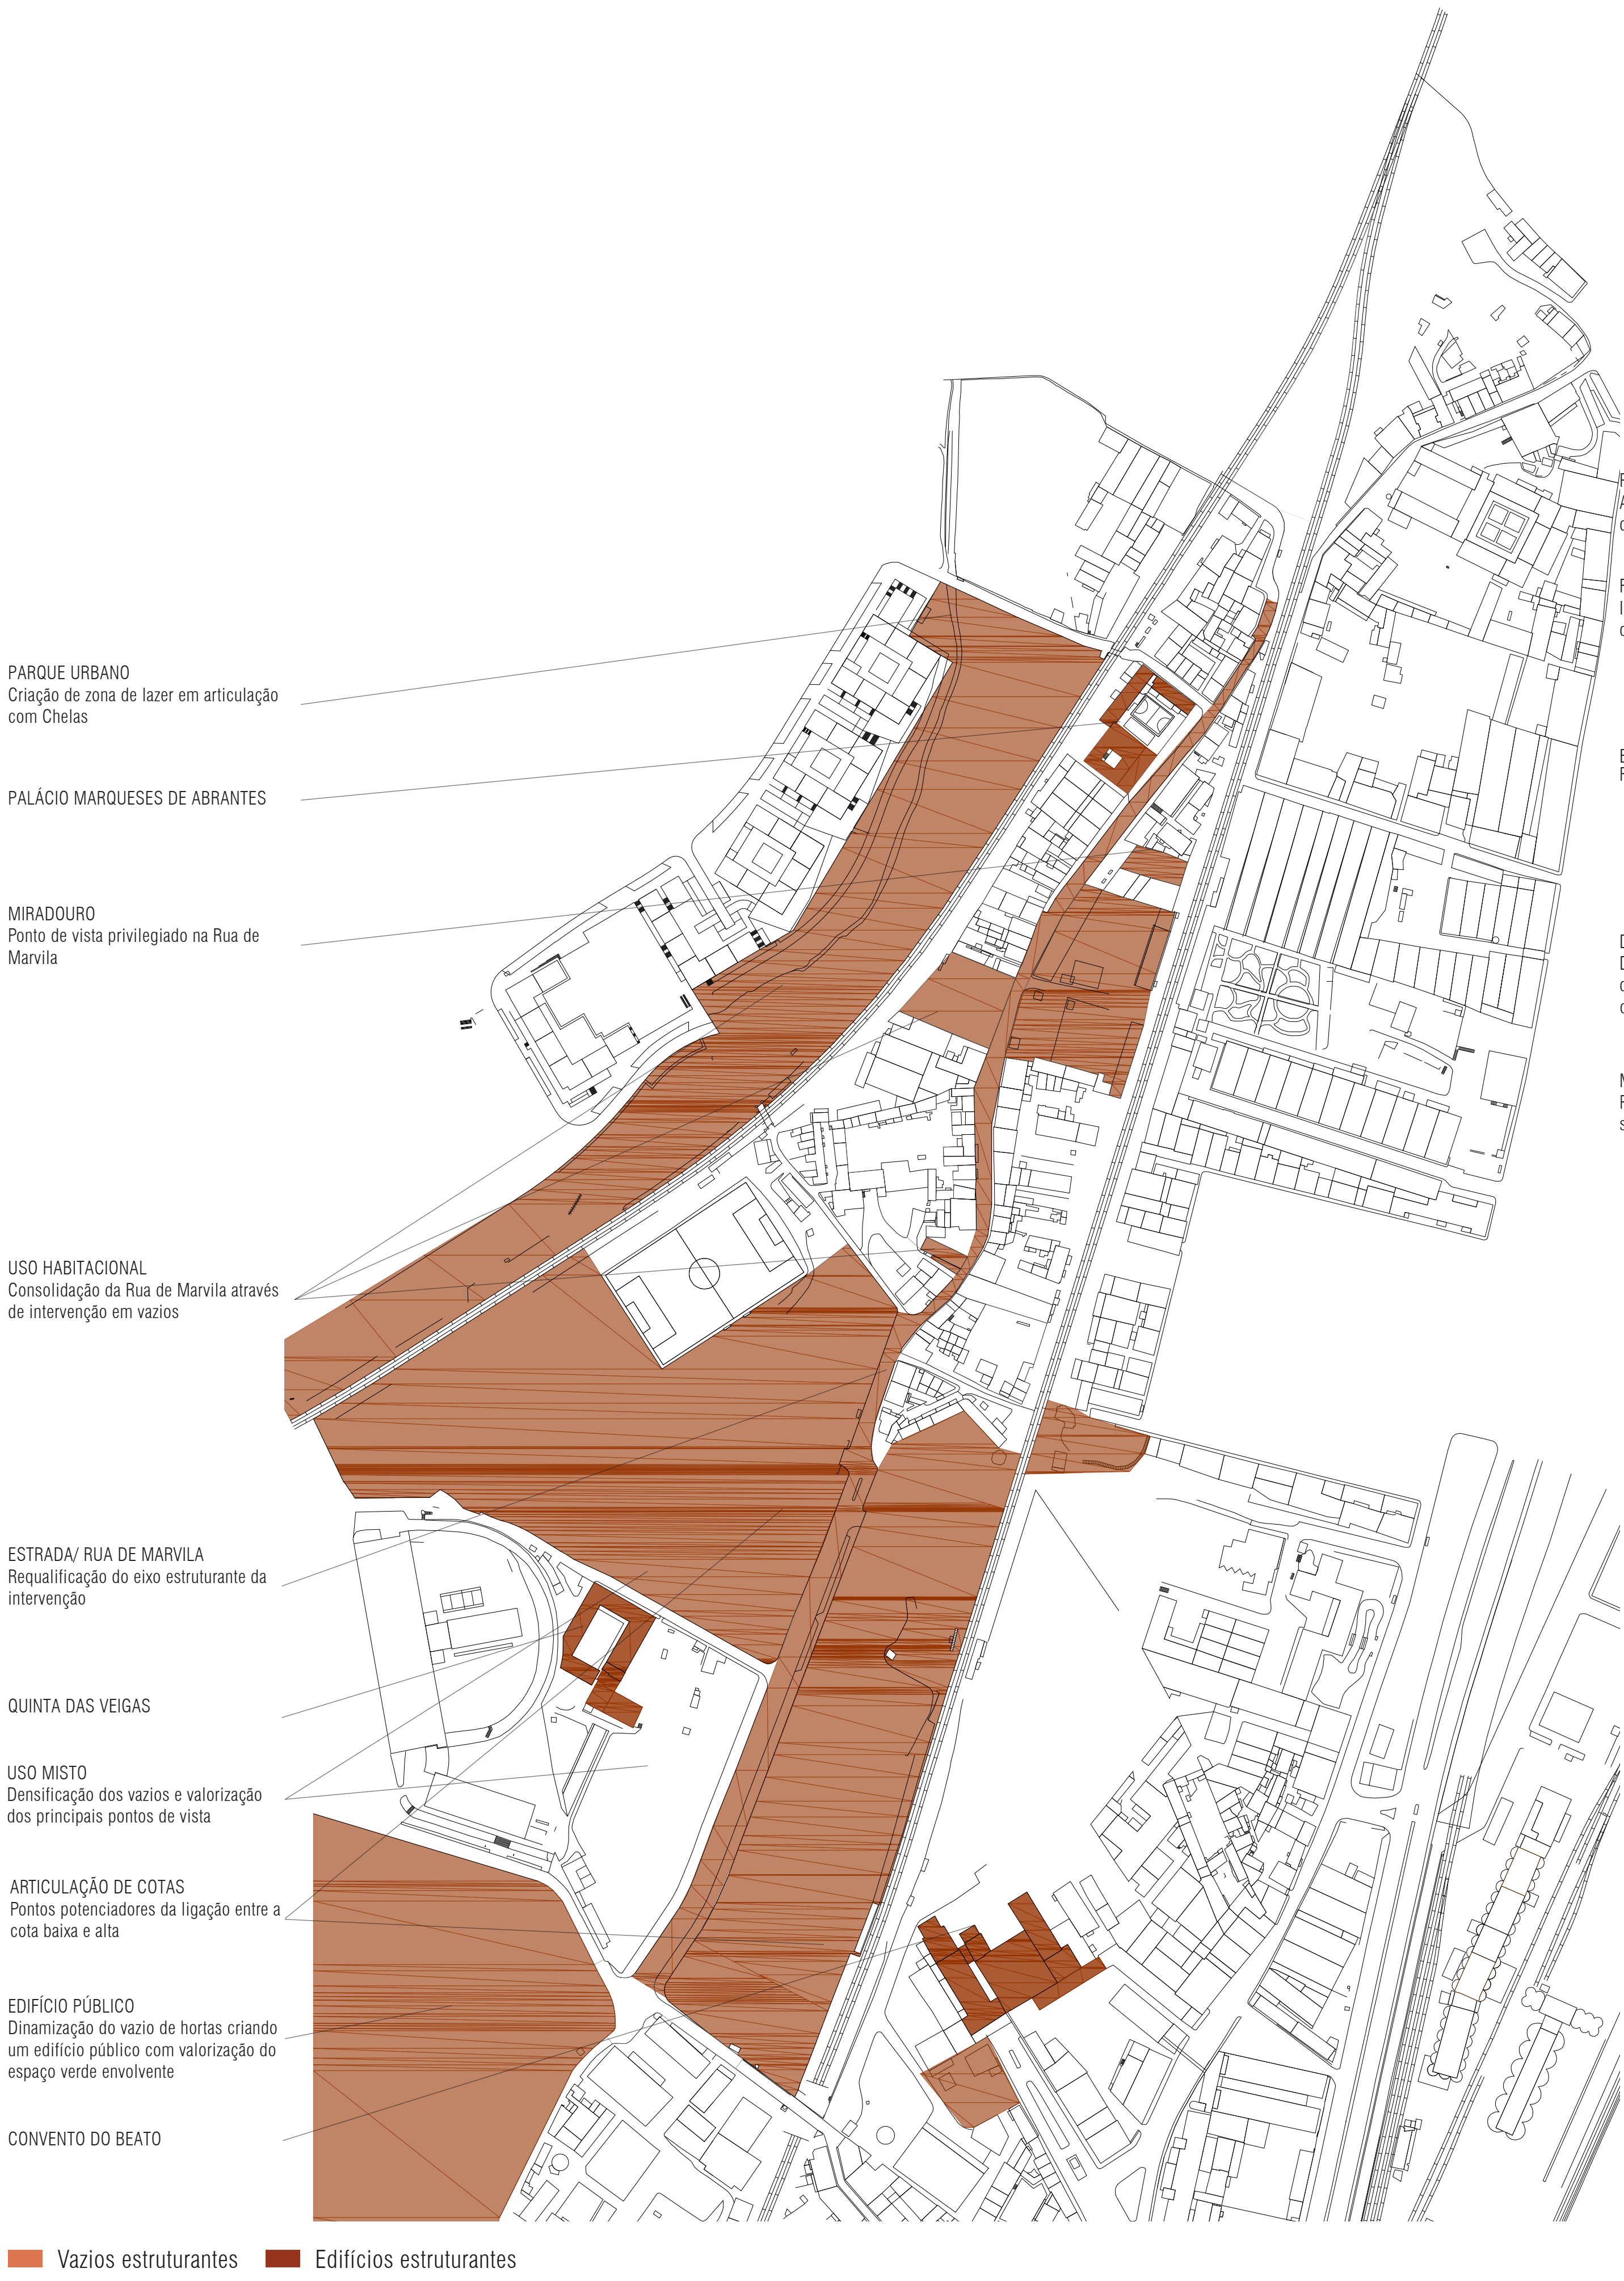 PARQUE URBANO
Criação de zona de lazer em articulação
com Chelas
PALÁCIO MARQUESES DE ABRANTES
MIRADOURO
Ponto de vista privilegiado na Rua de
Marvila
USO HABITACIONAL
Consolidação da Rua de Marvila através
de intervenção em vazios
ESTRADA/ RUA DE MARVILA
Requalificação do eixo estruturante da
intervenção
QUINTA DAS VEIGAS
USO MISTO
Densificação dos vazios e valorização
dos principais pontos de vista
ARTICULAÇÃO DE COTAS
Pontos potenciadores da ligação entre a
cota baixa e alta
EDIFÍCIO PÚBLICO
Dinamização do vazio de hortas criando
um edifício público com valorização do
espaço verde envolvente
CONVENTO DO BEATO
Vazios estruturantes
Edifícios estruturantes